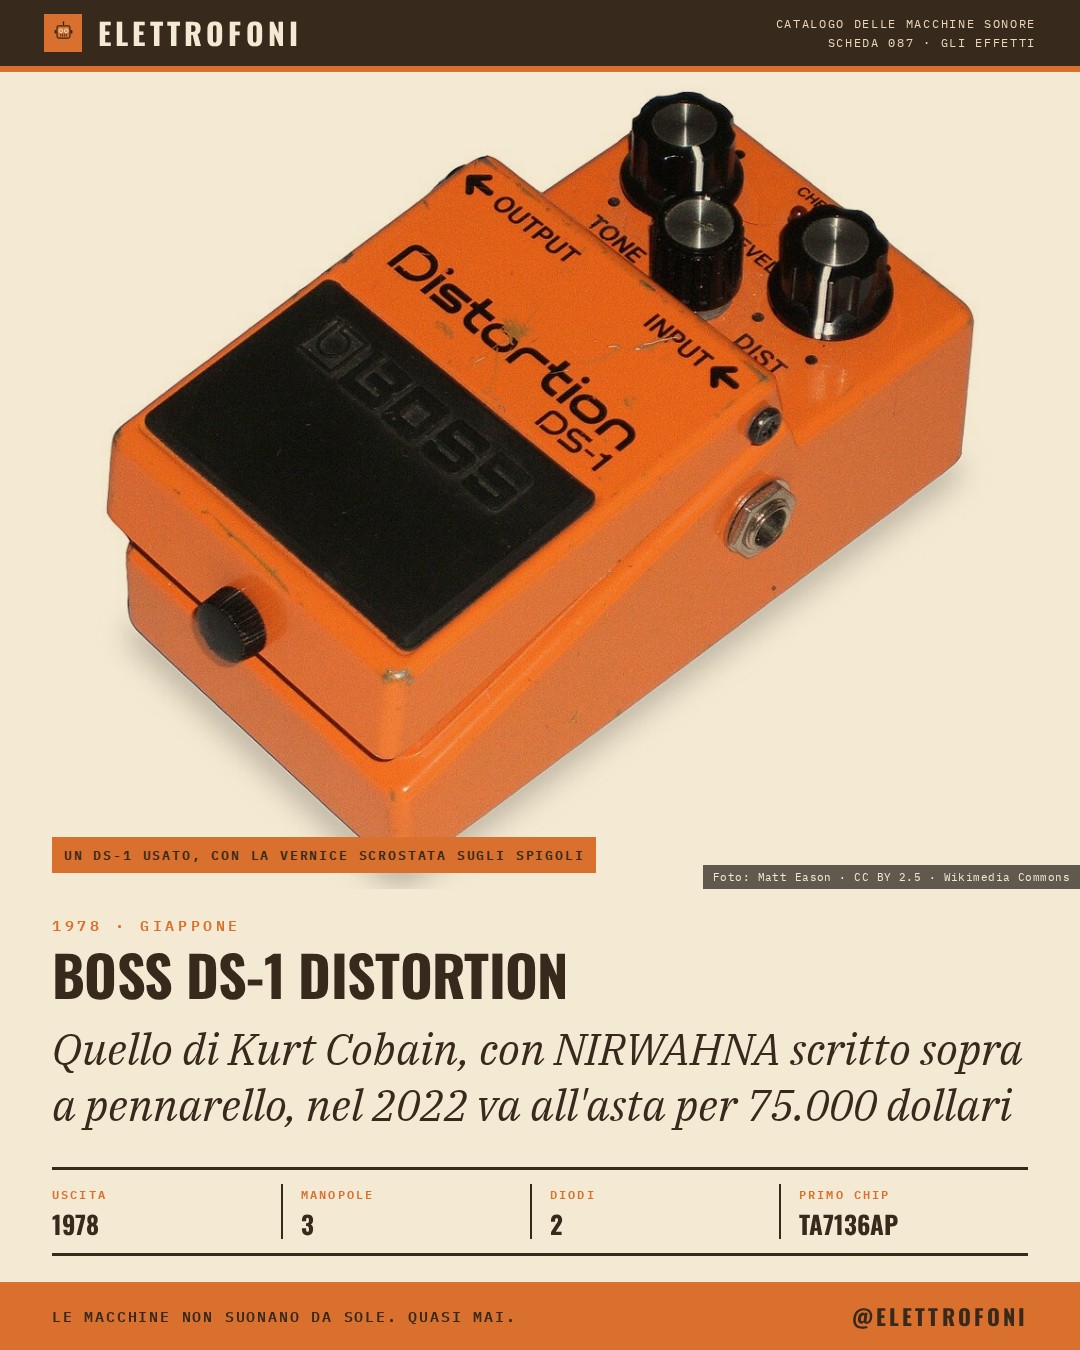 ELETTROFONI
CATALOGO DELLE MACCHINE SONORE
SCHEDA 087 · GLI EFFETTI
OUTPUT
TONE
CHE
EVEL
INPUT
DIST
Distortion
DS-1
BOSS
UN DS-1 USATO, CON LA VERNICE SCROSTATA SUGLI SPIGOLI
Foto: Matt Eason · CC BY 2.5 · Wikimedia Commons
1978 · GIAPPONE
BOSS DS-1 DISTORTION
Quello di Kurt Cobain, con NIRWAHNA scritto sopra
a pennarello, nel 2022 va all'asta per 75.000 dollari
USCITA
1978
MANOPOLE
3
DIODI
2
PRIMO CHIP
TA7136AP
LE MACCHINE NON SUONANO DA SOLE. QUASI MAI.
@ELETTROFONI